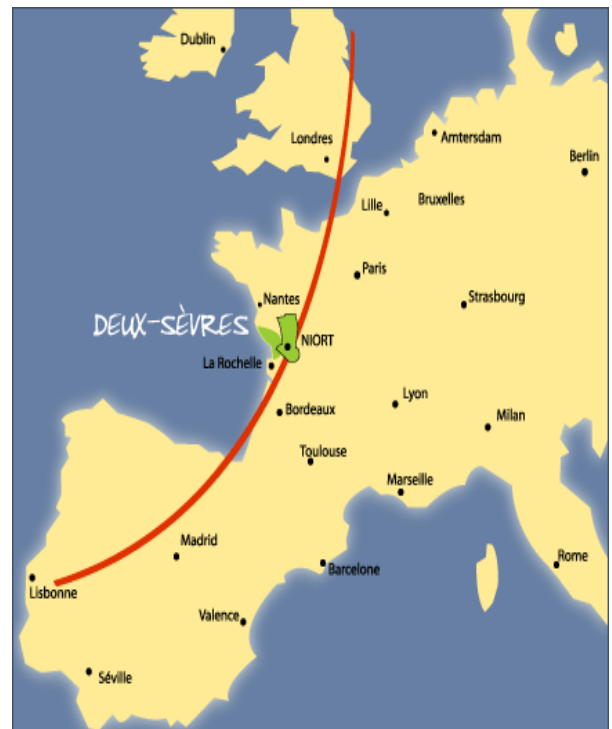 Dublin
Londres
Amtersdam
Berlin
Lille
Bruxelles
Paris
Nantes
Strasbourg
DEUX-SÈVRES
NIORT
La Rochelle
Lyon
Bordeaux
Milan
Toulouse
Marseille
Madrid
Rome
Barcelone
Lisbonne
Valence
Séville